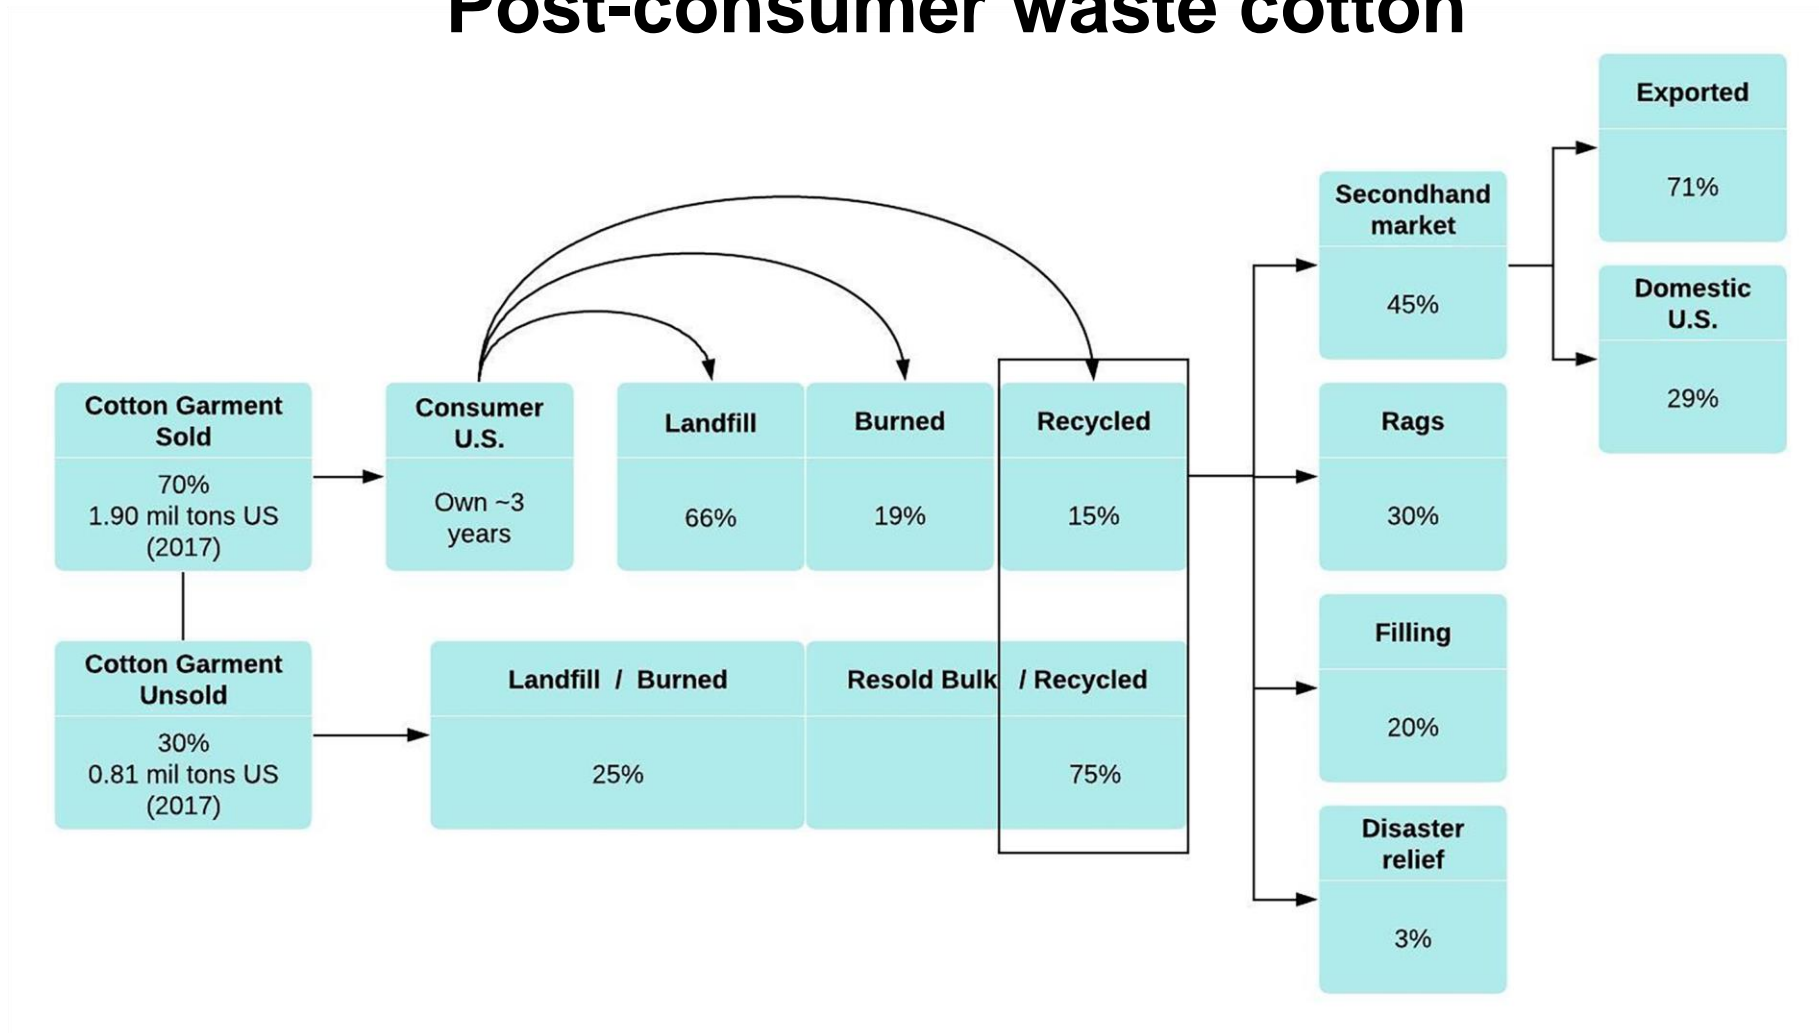 Post-consumer waste cotton
Cotton Garment
Sold
70%
1.90 mil tons US
(2017)
Consumer
U.S.
Own ~3
years
Landfill
66%
Burned
19%
Recycled
15%
Cotton Garment
Unsold
30%
0.81 mil tons US
(2017)
Landfill / Burned
25%
Resold Bulk / Recycled
75%
Secondhand
market
45%
Rags
30%
Filling
20%
Disaster
relief
3%
Exported
71%
Domestic
U.S.
29%